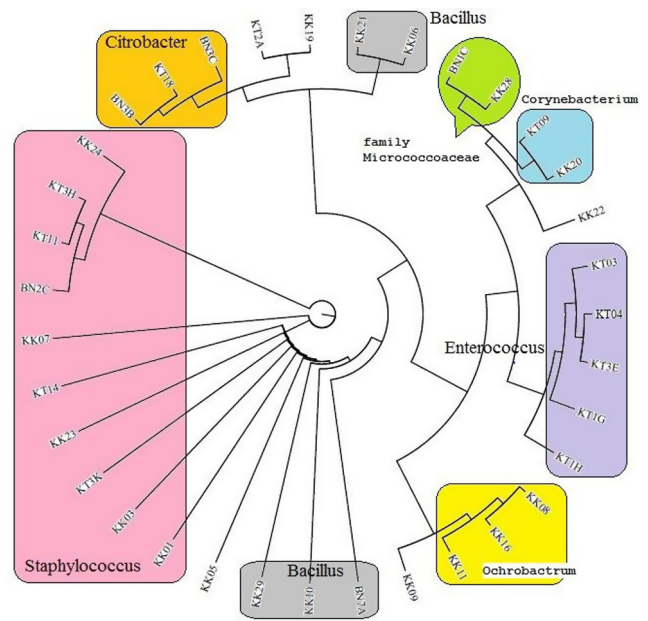 Citrobacter
BN3B
KT18
BN3C
KT2A
KK19
Bacillus
KK21
KK06
BN1C
KK28
family
Micrococcoaceae
Corynebacterium
KT09
KK20
KK22
Enterococcus
KT03
KT04
KT3E
KT1G
KT1H
Ochrobactrum
KK08
KK16
KK11
KK09
Bacillus
BN7A
KK10
KK29
KK05
Staphylococcus
KK01
KK03
KT3K
KK23
KT14
KK07
BN2C
KT11
KT3H
KK24